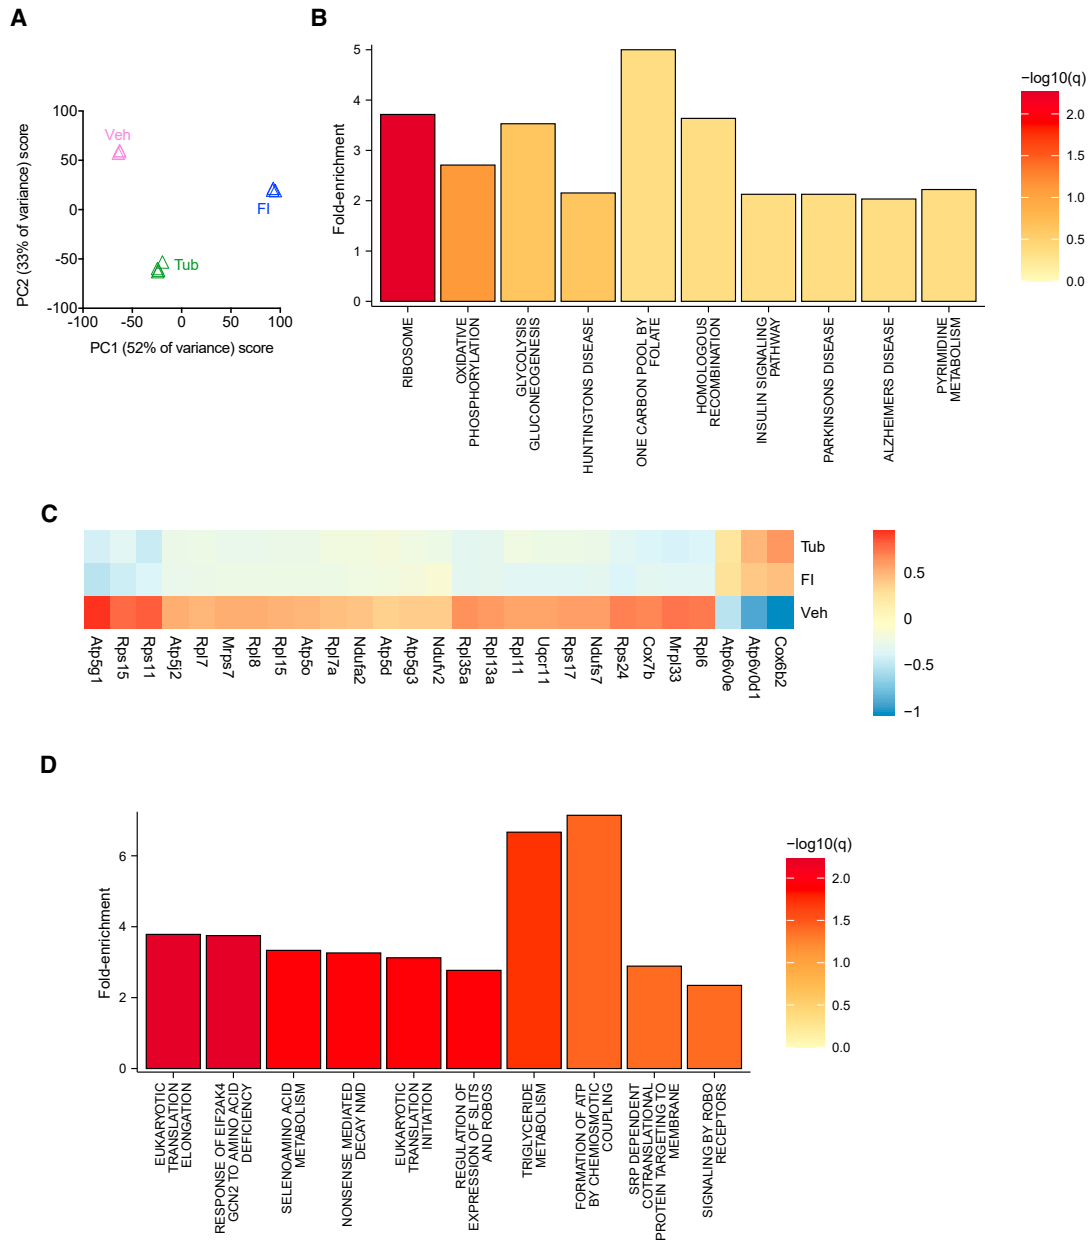 A
B
100
50
0
-50
-100
-100
-50
0
50
100
Veh
FI
Tub
PC2 (33% of variance) score
PC1 (52% of variance) score
5
4
3
2
1
0
Fold-enrichment
RIBOSOME
OXIDATIVE
PHOSPHORYLATION
GLYCOLYSIS
GLUCONEOGENESIS
HUNTINGTONS DISEASE
ONE CARBON POOL BY
FOLATE
HOMOLOGOUS
RECOMBINATION
INSULIN SIGNALING
PATHWAY
PARKINSONS DISEASE
ALZHEIMERS DISEASE
PYRIMIDINE
METABOLISM
−log10(q)
2.0
1.5
1.0
0.5
0.0
C
Tub
FI
Veh
Atp5g1
Rps15
Rps11
Atp5j2
Rpl7
Mrps7
Rpl8
Rpl15
Atp5o
Rpl7a
Ndufa2
Atp5d
Atp5g3
Ndufv2
Rpl35a
Rpl13a
Rpl11
Uqcr11
Rps17
Ndufs7
Rps24
Cox7b
Mrpl33
Rpl6
Atp6v0e
Atp6v0d1
Cox6b2
0.5
0
−0.5
−1
D
6
4
2
0
Fold-enrichment
EUKARYOTIC
TRANSLATION
ELONGATION
RESPONSE OF EIF2AK4
GCN2 TO AMINO ACID
DEFICIENCY
SELENOAMINO ACID
METABOLISM
NONSENSE MEDIATED
DECAY NMD
EUKARYOTIC
TRANSLATION
INITIATION
REGULATION OF
EXPRESSION OF SLITS
AND ROBOS
TRIGLYCERIDE
METABOLISM
FORMATION OF ATP
BY CHEMIOSMOTIC
COUPLING
SRP DEPENDENT
COTRANSLATIONAL
PROTEIN TARGETING TO
MEMBRANE
SIGNALING BY ROBO
RECEPTORS
−log10(q)
2.0
1.5
1.0
0.5
0.0